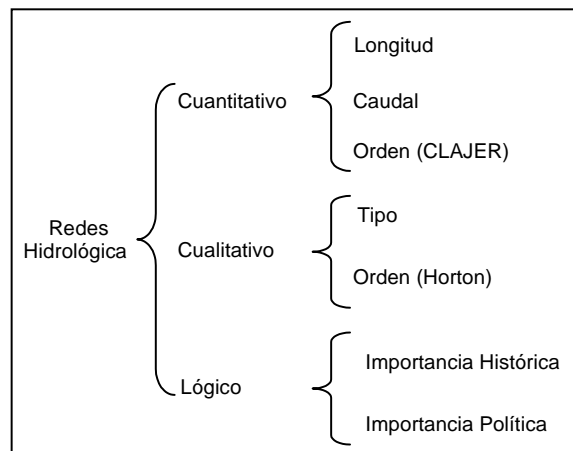 Redes
Hidrológica
Cuantitativo
Longitud
Caudal
Orden (CLAJER)
Cualitativo
Tipo
Orden (Horton)
Lógico
Importancia Histórica
Importancia Política